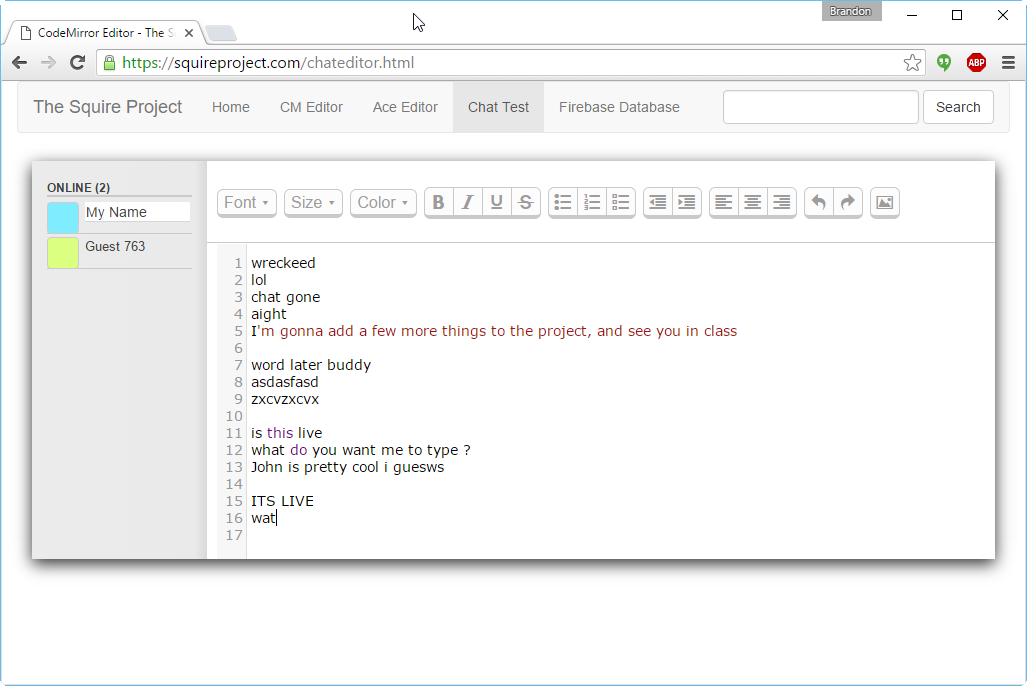 Brandon
CodeMirror Editor - The S
https://squireproject.com/chateditor.html
ABP
The Squire Project Home CM Editor Ace Editor Chat Test Firebase Database Search
ONLINE (2)
My Name
Guest 763
Font Size Color B I U S
1 wreckeed
2 lol
3 chat gone
4 aight
5 I'm gonna add a few more things to the project, and see you in class
6
7 word later buddy
8 asdasfasd
9 zxcvzxcvx
10
11 is this live
12 what do you want me to type ?
13 John is pretty cool i guesws
14
15 ITS LIVE
16 wat
17